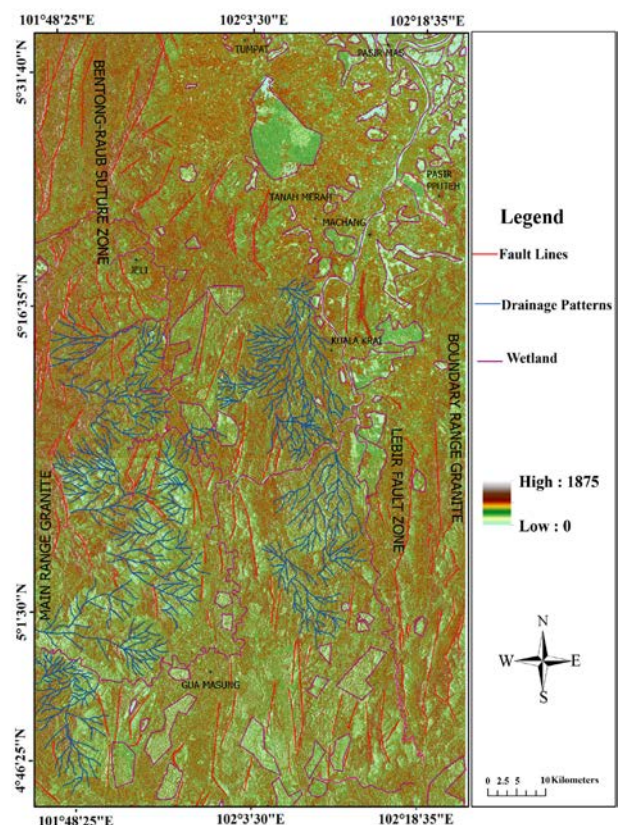 101°48'25"E
102°3'30"E
102°18'35"E
5°31'40"N
5°16'35"N
5°1'30"N
4°46'25"N
TUMPAT
PASIR MAS
BENTONG-RAUB SUTURE ZONE
PASIR
PPUTEH
TANAH MERAH
MACHANG
JELI
KUALA KRAI
BOUNDARY RANGE GRANITE
LEBIR FAULT ZONE
MAIN RANGE GRANITE
GUA MASUNG
101°48'25"E
102°3'30"E
102°18'35"E
Legend
Fault Lines
Drainage Patterns
Wetland
High : 1875
Low : 0
N
W E
S
0 2.5 5 10 Kilometers